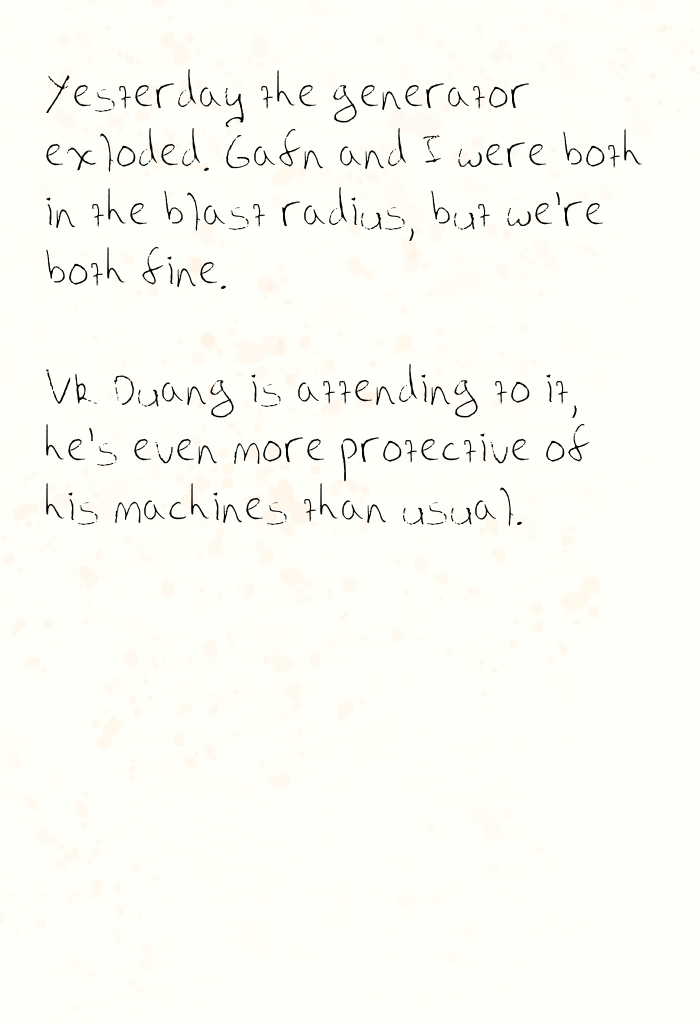 Yesterday the generator
exloded. Gafn and I were both
in the blast radius, but we're
both fine.

Vk Duang is attending to it,
he's even more protective of
his machines than usual.